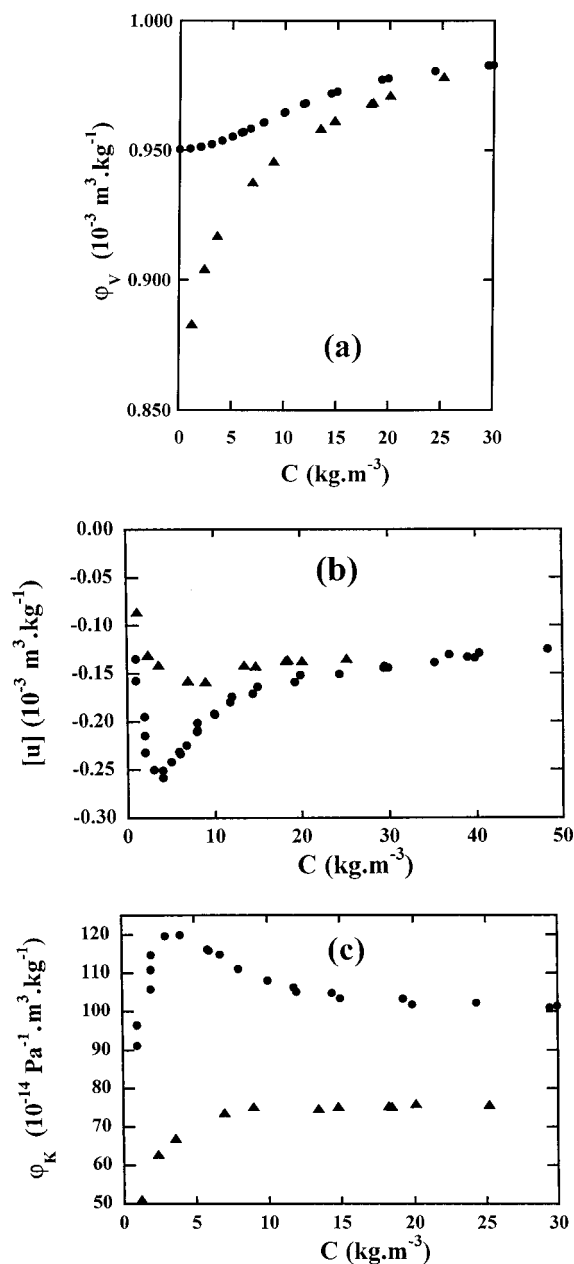 1.000
0.950
0.900
0.850
φV (10-3 m3.kg-1)
(a)
0 5 10 15 20 25 30
C (kg.m-3)
0.00
-0.05
-0.10
-0.15
-0.20
-0.25
-0.30
[u] (10-3 m3.kg-1)
(b)
0 10 20 30 40 50
C (kg.m-3)
120
110
100
90
80
70
60
50
φK (10-14 Pa-1.m3.kg-1)
(c)
0 5 10 15 20 25 30
C (kg.m-3)